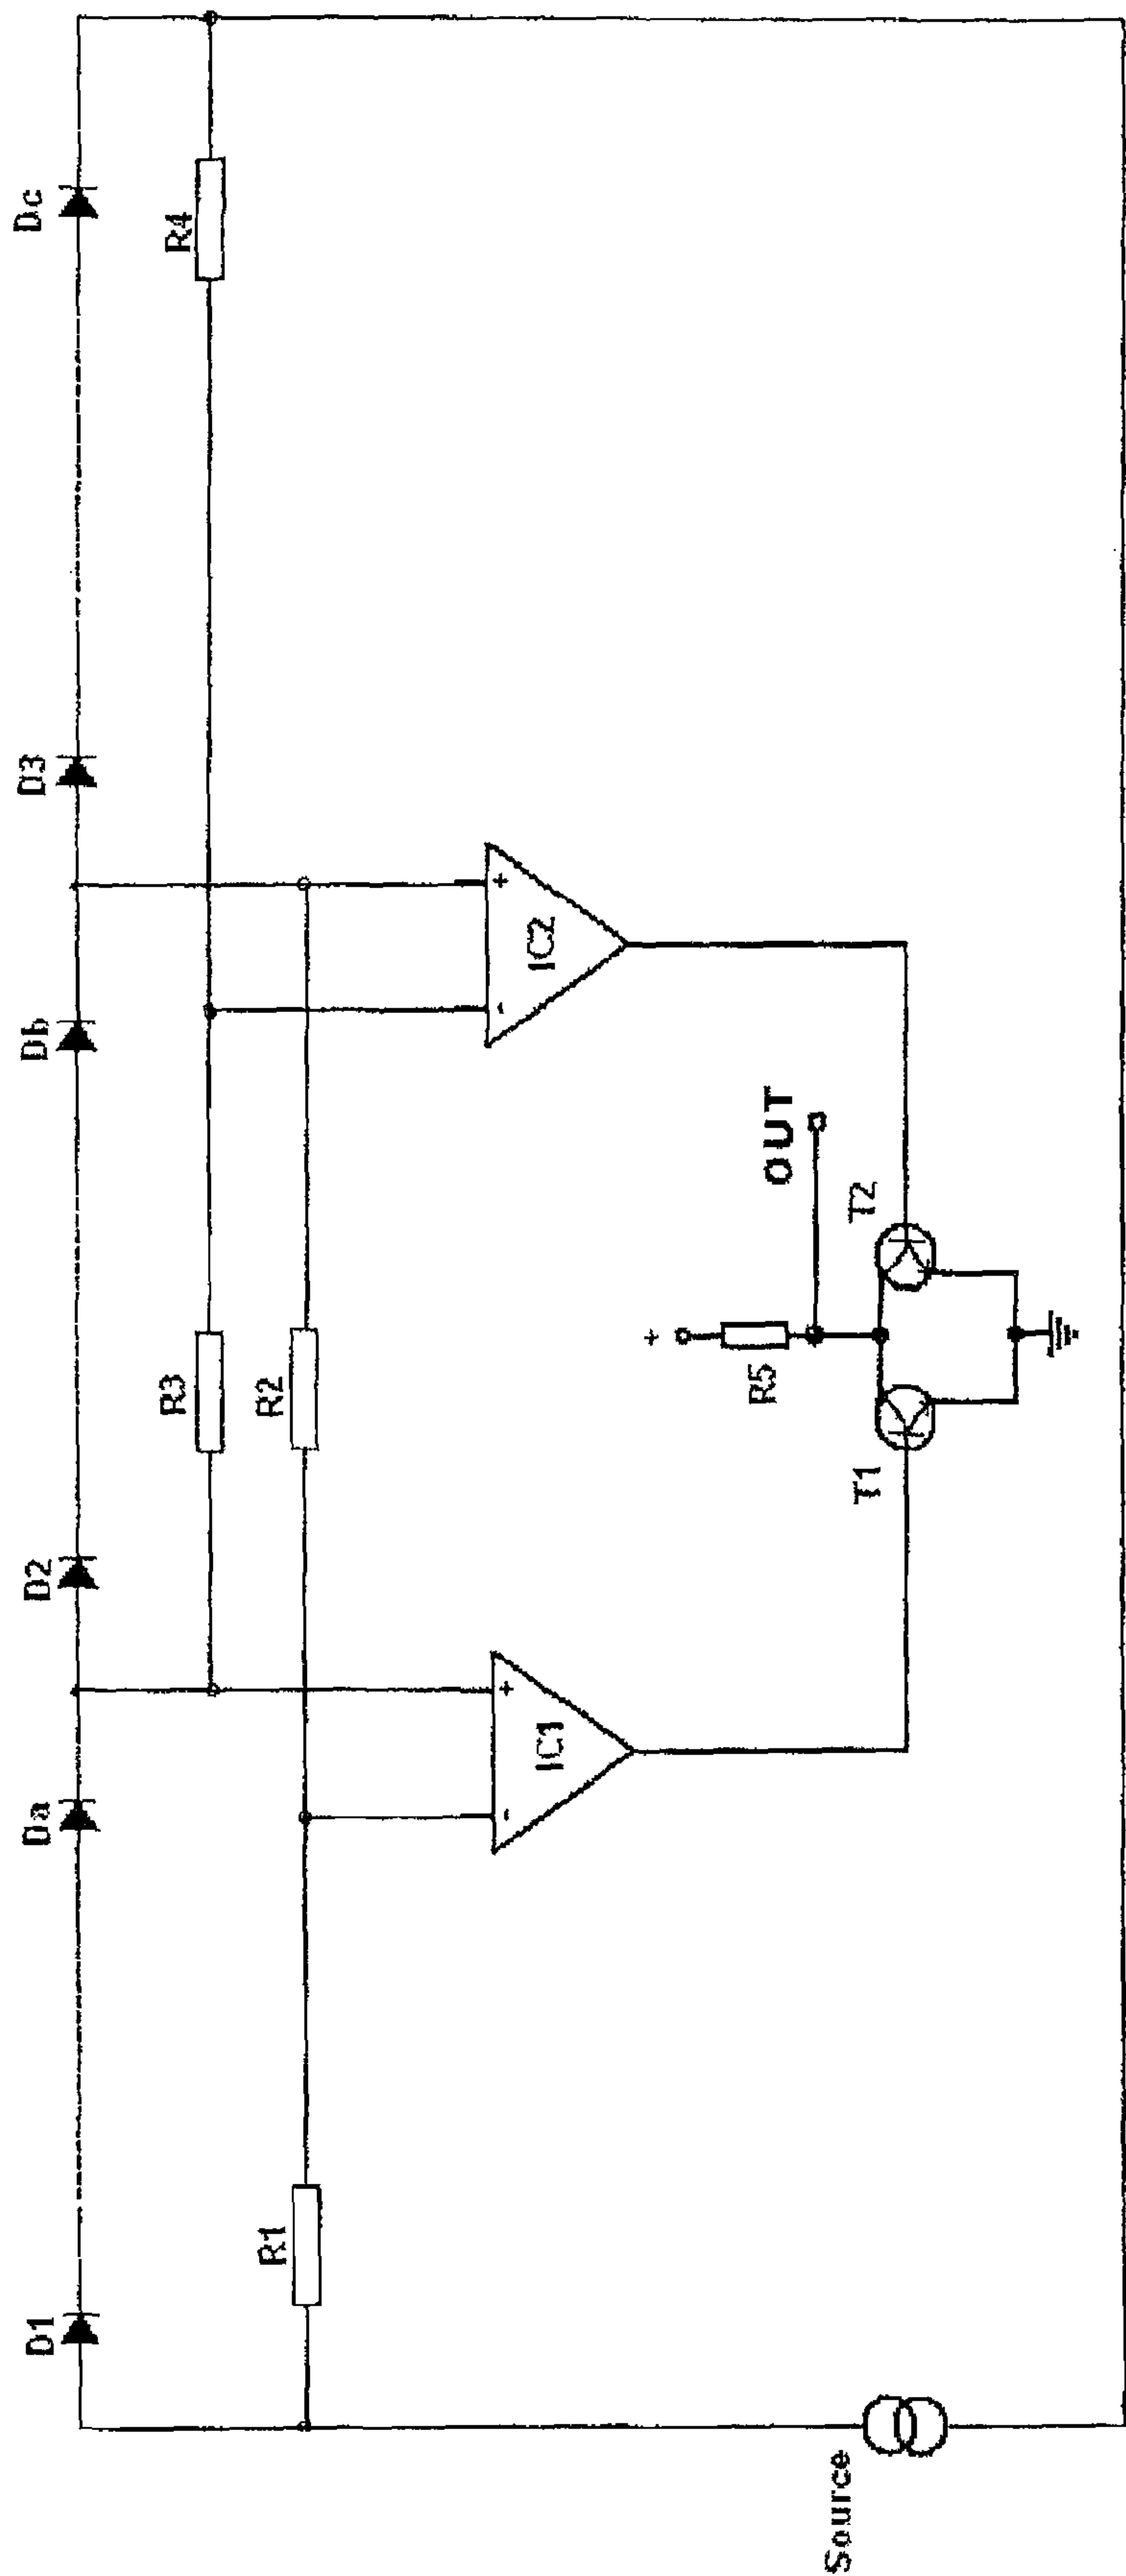 D1
Da
D2
Db
D3
Dc
R3
R4
R1
R2
-
+
IC1
-
+
IC2
+
R5
OUT
T1
T2
Source